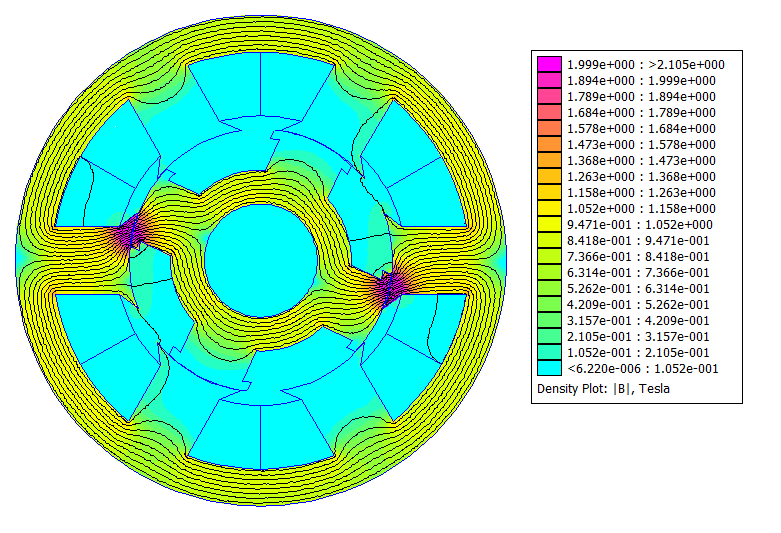 1.999e+000 : >2.105e+000
1.894e+000 : 1.999e+000
1.789e+000 : 1.894e+000
1.684e+000 : 1.789e+000
1.578e+000 : 1.684e+000
1.473e+000 : 1.578e+000
1.368e+000 : 1.473e+000
1.263e+000 : 1.368e+000
1.158e+000 : 1.263e+000
1.052e+000 : 1.158e+000
9.471e-001 : 1.052e+000
8.418e-001 : 9.471e-001
7.366e-001 : 8.418e-001
6.314e-001 : 7.366e-001
5.262e-001 : 6.314e-001
4.209e-001 : 5.262e-001
3.157e-001 : 4.209e-001
2.105e-001 : 3.157e-001
1.052e-001 : 2.105e-001
<6.220e-006 : 1.052e-001
Density Plot: |B|, Tesla